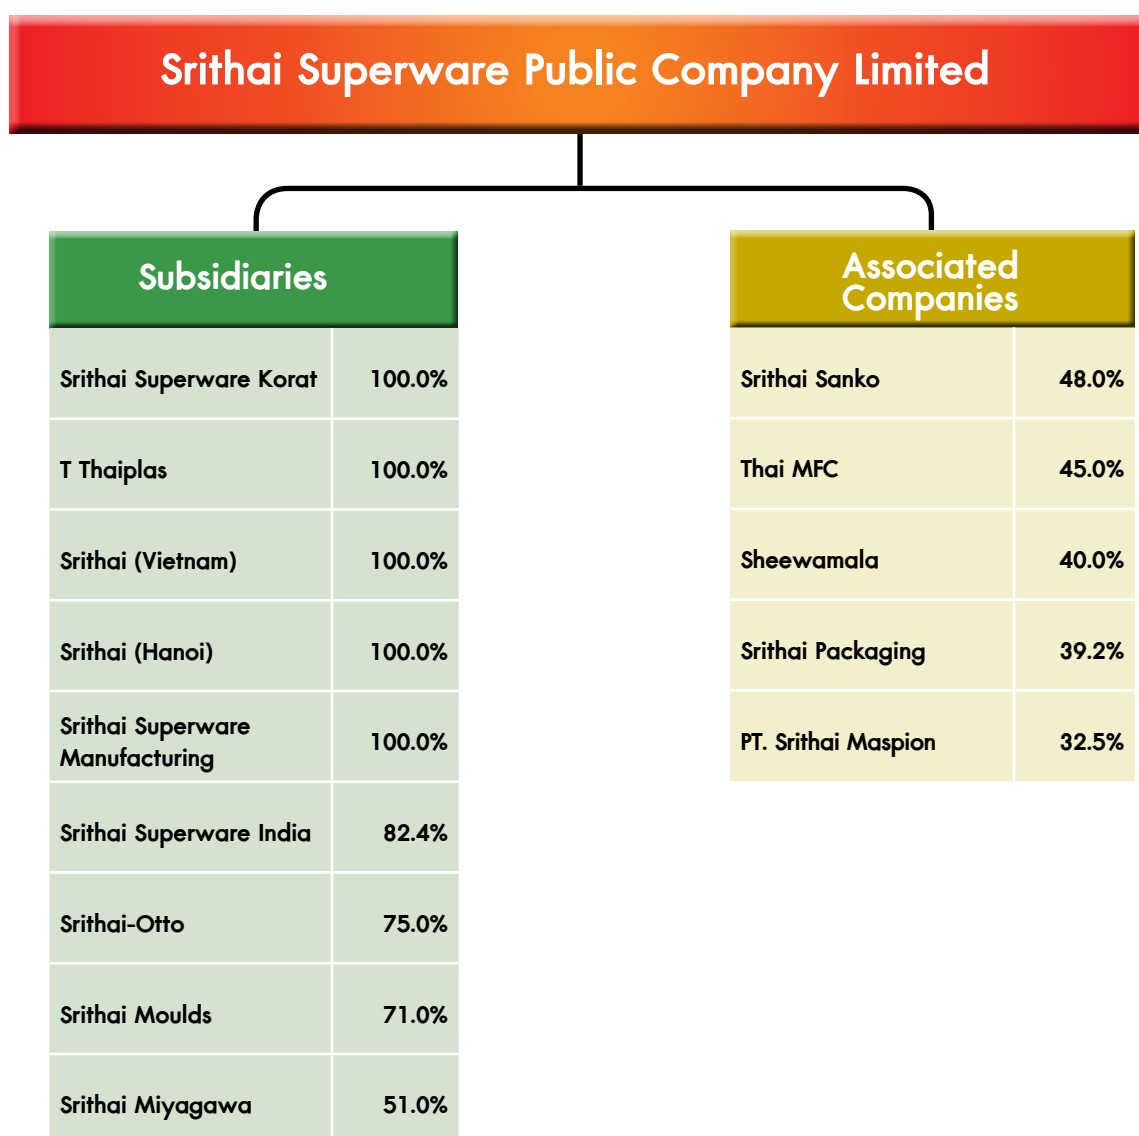 Srithai Superware Public Company Limited
Subsidiaries
Srithai Superware Korat 100.0%
T Thaiplas 100.0%
Srithai (Vietnam) 100.0%
Srithai (Hanoi) 100.0%
Srithai Superware
Manufacturing 100.0%
Srithai Superware India 82.4%
Srithai-Otto 75.0%
Srithai Moulds 71.0%
Srithai Miyagawa 51.0%
Associated
Companies
Srithai Sanko 48.0%
Thai MFC 45.0%
Sheewamala 40.0%
Srithai Packaging 39.2%
PT. Srithai Maspion 32.5%